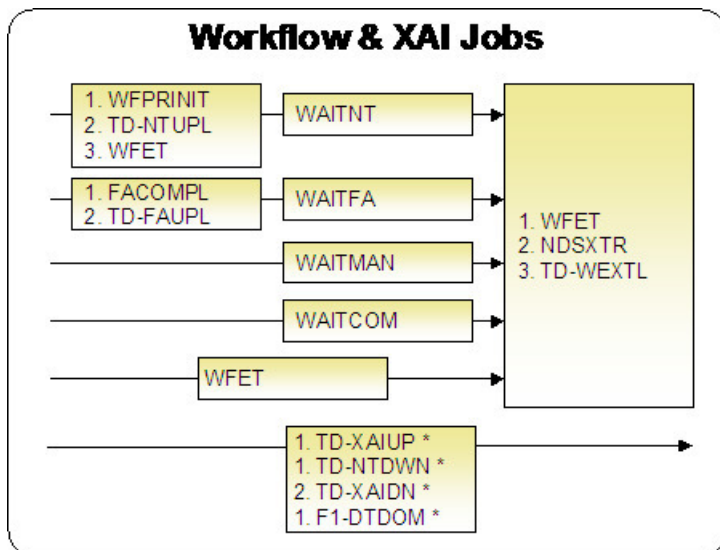 Workflow & XAI Jobs
1. WFPRINIT
2. TD-NTUPL
3. WFET
WAITNT
1. FACOMPL
2. TD-FAUPL
WAITFA
WAITMAN
WAITCOM
WFET
1. WFET
2. NDSXTR
3. TD-WEXTL
1. TD-XAIUP *
1. TD-NTDWN *
2. TD-XAIDN *
1. F1-DTDOM *